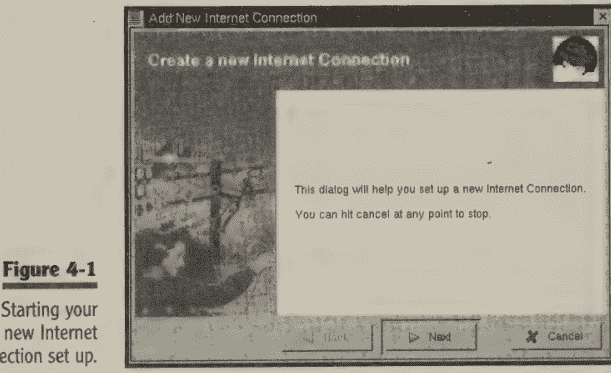 Add New Internet Connection
Create a new Internet Connection
This dialog will help you set up a new Internet Connection.
You can hit cancel at any point to stop.
Back
Next
Cancel
Figure 4-1
Starting your
new Internet
ection set up.